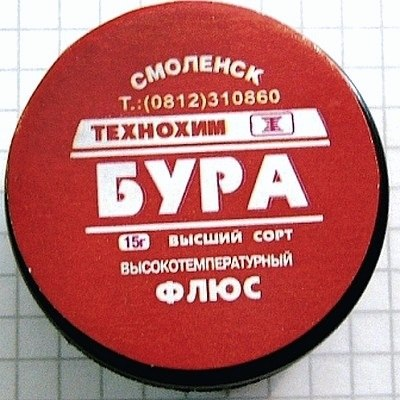 СМОЛЕНСК
Т.:(0812)310860
ТЕХНОХИМ
БУРА
15г ВЫСШИЙ СОРТ
ВЫСОКОТЕМПЕРАТУРНЫЙ
ФЛЮС